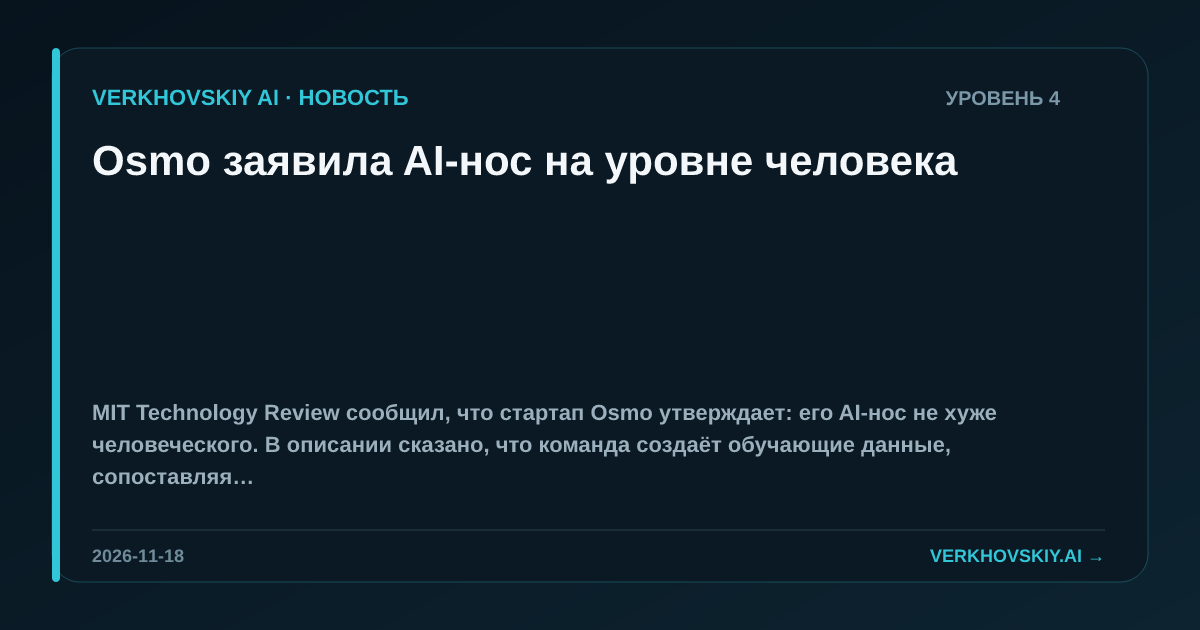 VERKHOVSKIY AI · НОВОСТЬ
УРОВЕНЬ 4
Osmo заявила AI-нос на уровне человека
MIT Technology Review сообщил, что стартап Osmo утверждает: его AI-нос не хуже
человеческого. В описании сказано, что команда создаёт обучающие данные,
сопоставляя…
2026-11-18
VERKHOVSKIY.AI →